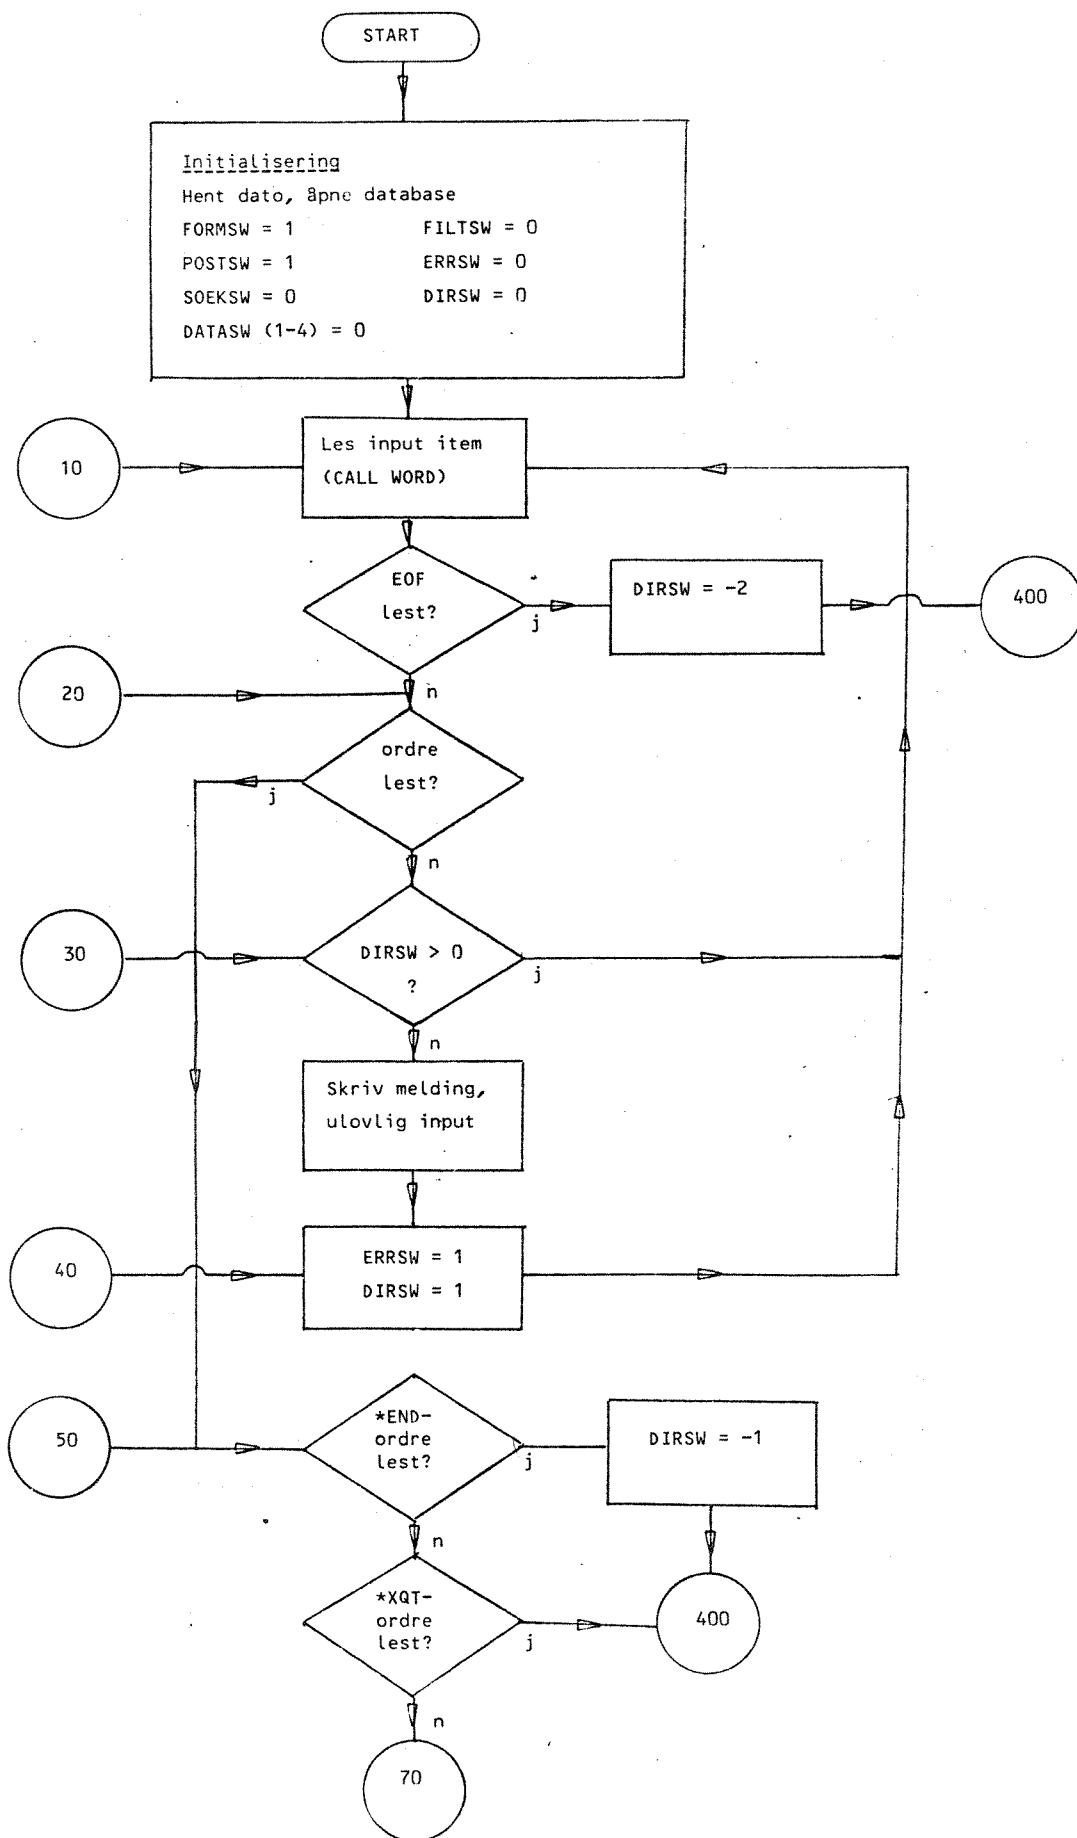 START
Initialisering
Hent dato, åpne database
FORMSW = 1 FILTSW = 0
POSTSW = 1 ERRSW = 0
SOEKSW = 0 DIRSW = 0
DATASW (1-4) = 0
10
Les input item
(CALL WORD)
EOF
lest?
j
DIRSW = -2
400
n
20
ordre
lest?
j
n
30
DIRSW > 0
?
j
n
Skriv melding,
ulovlig input
40
ERRSW = 1
DIRSW = 1
50
*END-
ordre
lest?
j
DIRSW = -1
n
*XQT-
ordre
lest?
j
400
n
70